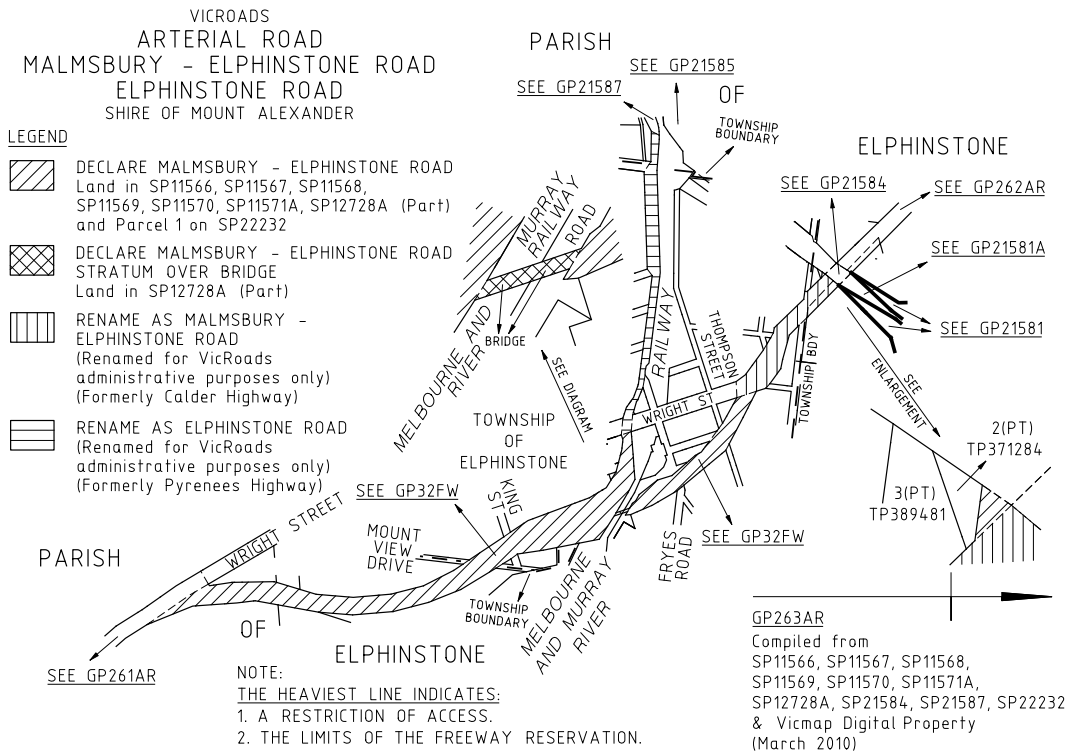 VICROADS
ARTERIAL ROAD
MALMSBURY - ELPHINSTONE ROAD
ELPHINSTONE ROAD
SHIRE OF MOUNT ALEXANDER
LEGEND
DECLARE MALMSBURY - ELPHINSTONE ROAD
Land in SP11566, SP11567, SP11568,
SP11569, SP11570, SP11571A, SP12728A (Part)
and Parcel 1 on SP22232
DECLARE MALMSBURY - ELPHINSTONE ROAD
STRATUM OVER BRIDGE
Land in SP12728A (Part)
RENAME AS MALMSBURY -
ELPHINSTONE ROAD
(Renamed for VicRoads
administrative purposes only)
(Formerly Calder Highway)
RENAME AS ELPHINSTONE ROAD
(Renamed for VicRoads
administrative purposes only)
(Formerly Pyrenees Highway)
PARISH
SEE GP21585
SEE GP21587
OF
TOWNSHIP
BOUNDARY
ELPHINSTONE
SEE GP21584
SEE GP262AR
SEE GP21581A
SEE GP21581
MURRAY
RAILWAY
ROAD
BRIDGE
MELBOURNE AND
RIVER
SEE DIAGRAM
RAILWAY
THOMPSON
STREET
WRIGHT ST
TOWNSHIP BDY
SEE
ENLARGEMENT
2(PT)
TP371284
3(PT)
TP389481
TOWNSHIP
OF
ELPHINSTONE
SEE GP32FW
KING
ST
MOUNT
VIEW
DRIVE
WRIGHT STREET
PARISH
OF
ELPHINSTONE
TOWNSHIP
BOUNDARY
MELBOURNE
AND MURRAY
RIVER
FRYES
ROAD
SEE GP32FW
SEE GP261AR
NOTE:
THE HEAVIEST LINE INDICATES:
1. A RESTRICTION OF ACCESS.
2. THE LIMITS OF THE FREEWAY RESERVATION.
GP263AR
Compiled from
SP11566, SP11567, SP11568,
SP11569, SP11570, SP11571A,
SP12728A, SP21584, SP21587, SP22232
& Vicmap Digital Property
(March 2010)